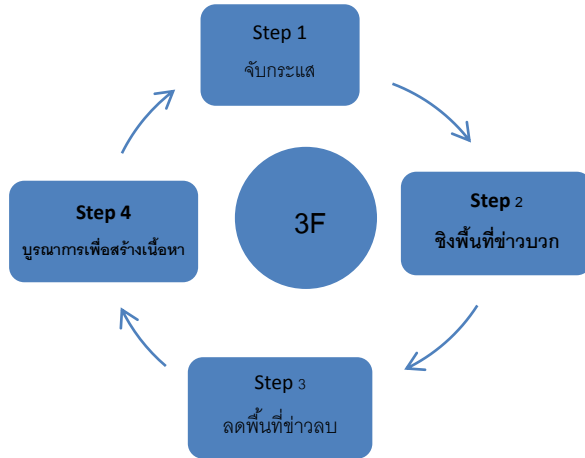 Step 1
จับกระแส
Step 2
ชิงพื้นที่ข่าวบวก
Step 3
ลดพื้นที่ข่าวลบ
Step 4
บูรณาการเพื่อสร้างเนื้อหา
3F